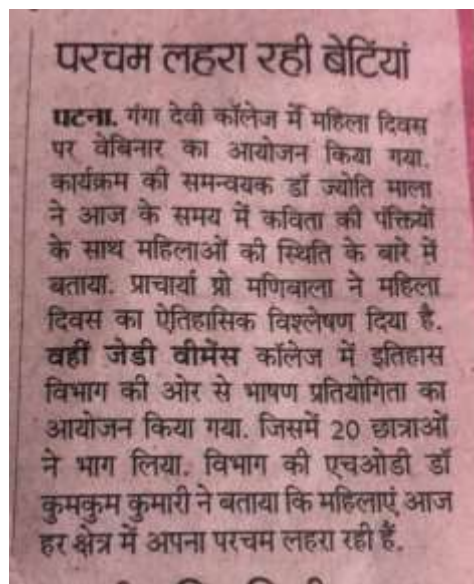 परचम लहरा रही बेटियां
पटना. गंगा देवी कॉलेज में महिला दिवस
पर वेबिनार का आयोजन किया गया.
कार्यक्रम की समन्वयक डॉ ज्योति माला
ने आज के समय में कविता की पंक्तियों
के साथ महिलाओं की स्थिति के बारे में
बताया. प्राचार्या प्रो मणिबाला ने महिला
दिवस का ऐतिहासिक विश्लेषण दिया है.
वहीं जेडी वीमेंस कॉलेज में इतिहास
विभाग की ओर से भाषण प्रतियोगिता का
आयोजन किया गया. जिसमें 20 छात्राओं
ने भाग लिया. विभाग की एचओडी डॉ
कुमकुम कुमारी ने बताया कि महिलाएं आज
हर क्षेत्र में अपना परचम लहरा रही हैं.